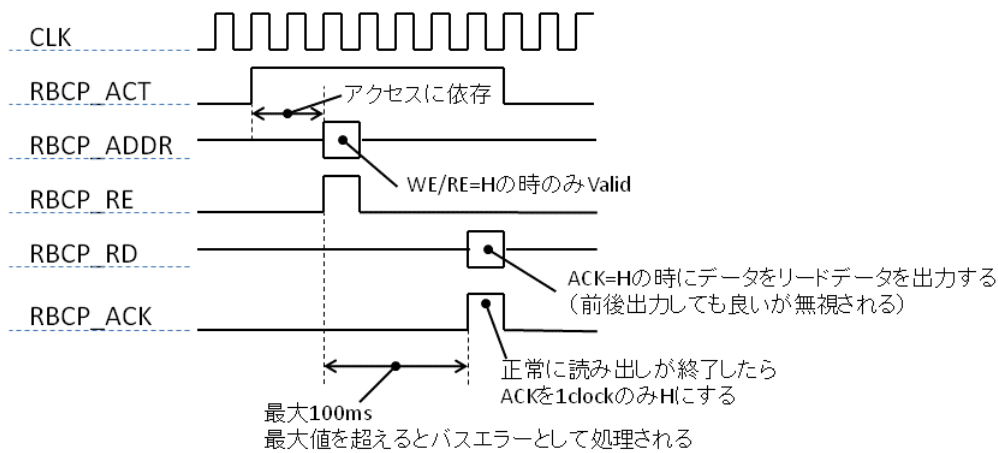 CLK
RBCP_ACT
アクセスに依存
RBCP_ADDR
WE/RE=Hの時のみValid
RBCP_RE
RBCP_RD
ACK=Hの時にデータをリードデータを出力する
（前後出力しても良いが無視される）
RBCP_ACK
正常に読み出しが終了したら
ACKを1clockのみHにする
最大100ms
最大値を超えるとバスエラーとして処理される